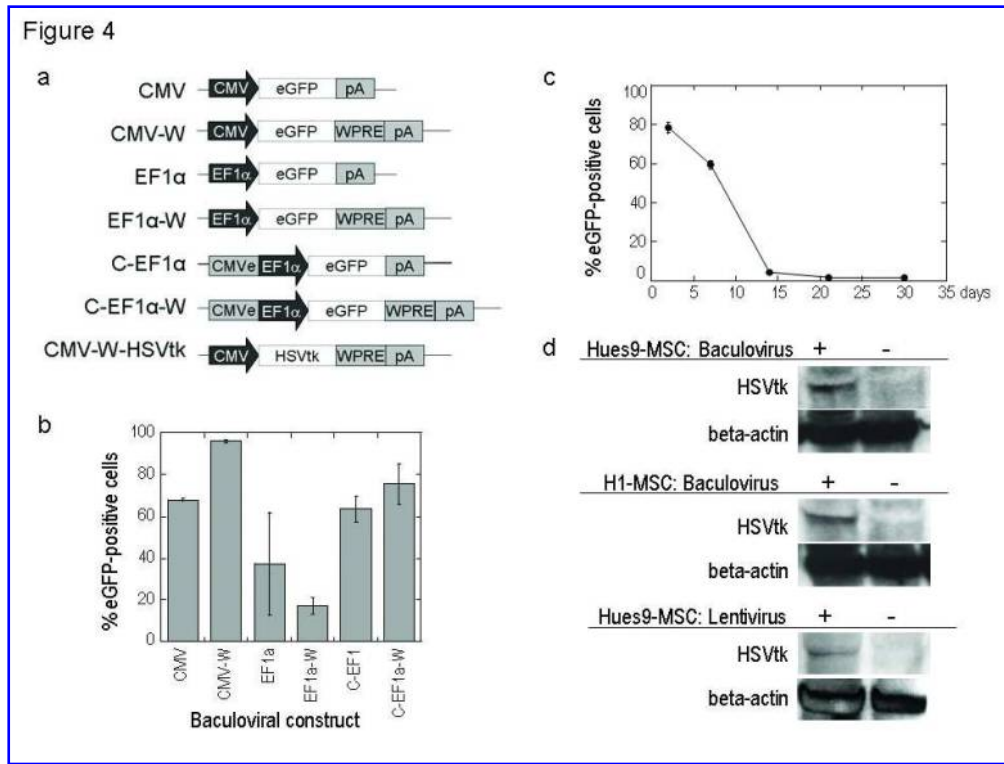 Figure 4
a
CMV
CMV eGFP pA
CMV-W
CMV eGFP WPRE pA
EF1α
EF1α eGFP pA
EF1α-W
EF1α eGFP WPRE pA
C-EF1α
CMVe EF1α eGFP pA
C-EF1α-W
CMVe EF1α eGFP WPRE pA
CMV-W-HSVtk
CMV HSVtk WPRE pA
b
% eGFP-positive cells
100
80
60
40
20
0
CMV
CMV-W
EF1a
EF1a-W
C-EF1
C-EF1a-W
Baculoviral construct
c
% eGFP-positive cells
100
80
60
40
20
0
0 5 10 15 20 25 30 35 days
d
Hues9-MSC: Baculovirus + -
HSVtk
beta-actin
H1-MSC: Baculovirus + -
HSVtk
beta-actin
Hues9-MSC: Lentivirus + -
HSVtk
beta-actin